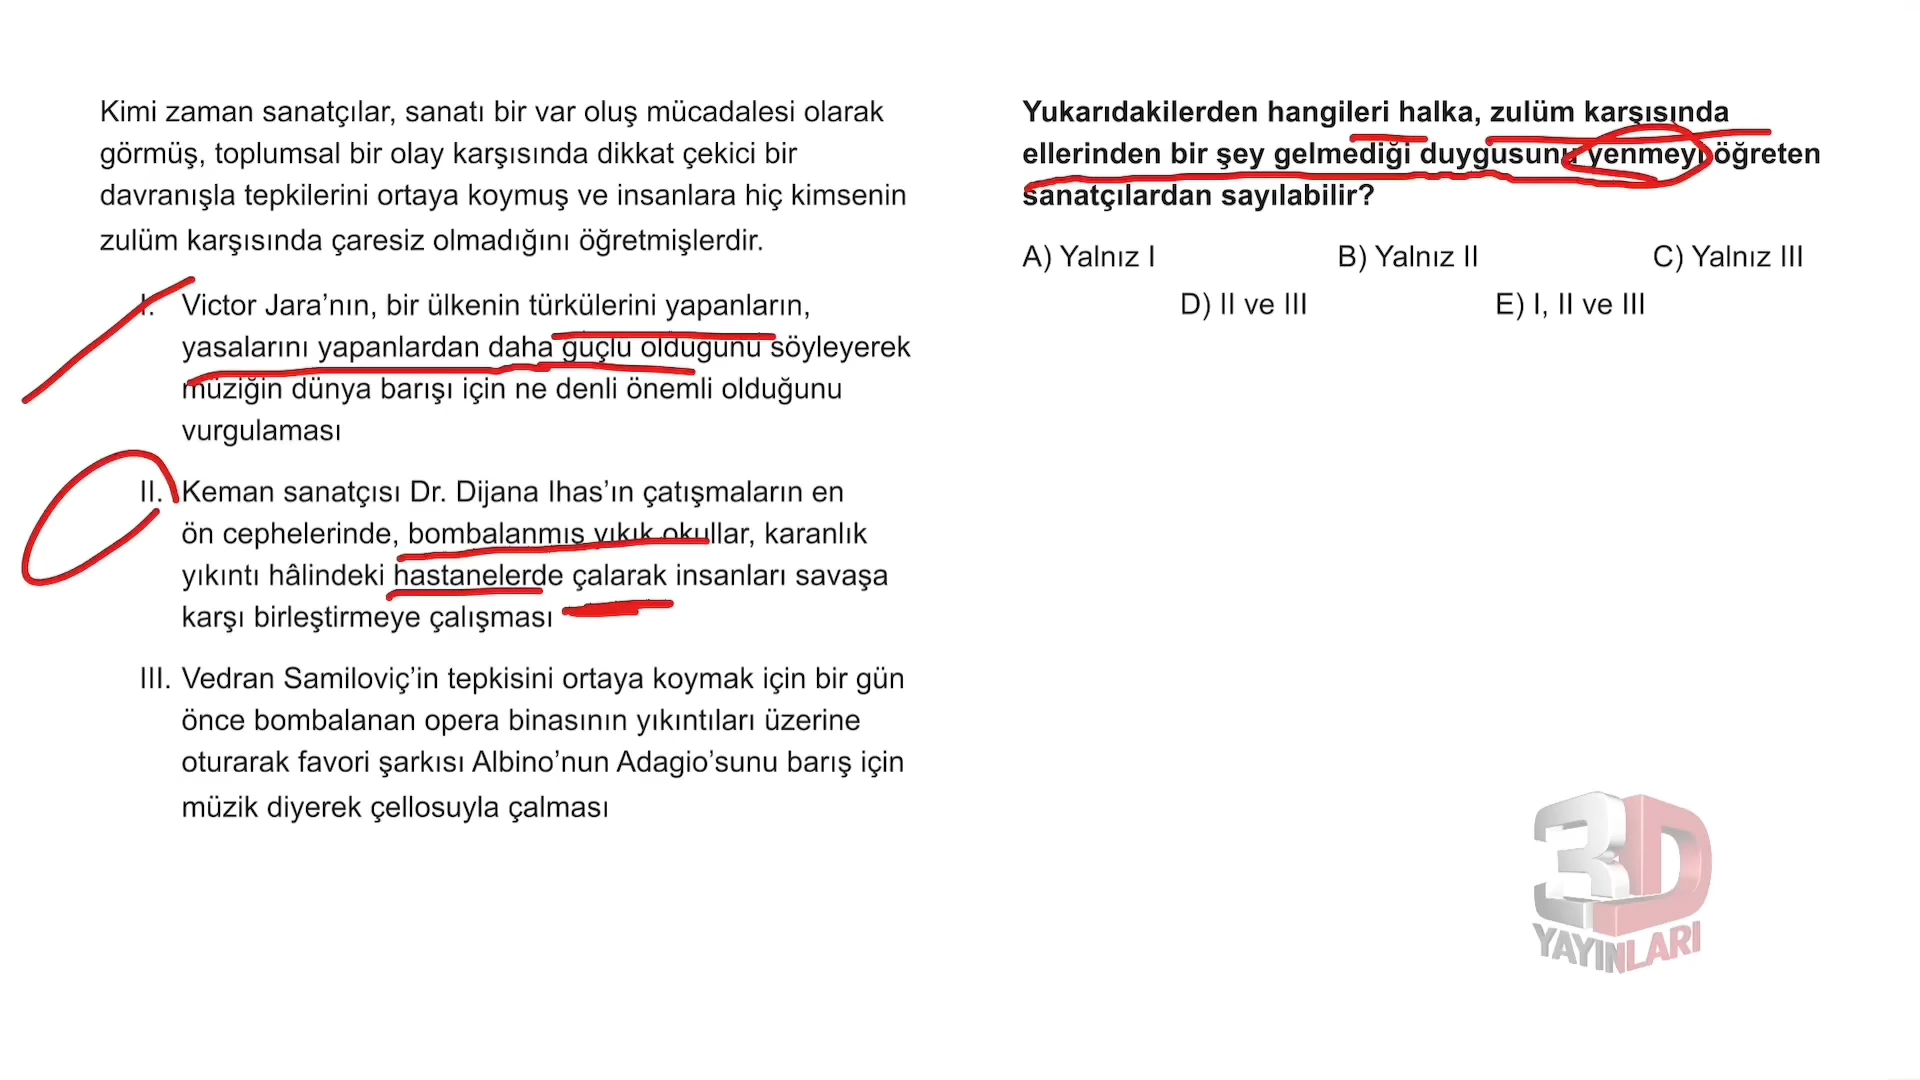 Kimi zaman sanatçılar, sanatı bir var oluş mücadalesi olarak
görmüş, toplumsal bir olay karşısında dikkat çekici bir
davranışla tepkilerini ortaya koymuş ve insanlara hiç kimsenin
zulüm karşısında çaresiz olmadığını öğretmişlerdir.
I. Victor Jara’nın, bir ülkenin türkülerini yapanların,
yasalarını yapanlardan daha güçlü olduğunu söyleyerek
müziğin dünya barışı için ne denli önemli olduğunu
vurgulaması
II. Keman sanatçısı Dr. Dijana Ihas’ın çatışmaların en
ön cephelerinde, bombalanmış yıkık okullar, karanlık
yıkıntı hâlindeki hastanelerde çalarak insanları savaşa
karşı birleştirmeye çalışması
III. Vedran Samiloviç’in tepkisini ortaya koymak için bir gün
önce bombalanan opera binasının yıkıntıları üzerine
oturarak favori şarkısı Albino’nun Adagio’sunu barış için
müzik diyerek çellosuyla çalması
Yukarıdakilerden hangileri halka, zulüm karşısında
ellerinden bir şey gelmediği duygusunu yenmeyi öğreten
sanatçılardan sayılabilir?
A) Yalnız I B) Yalnız II C) Yalnız III
D) II ve III E) I, II ve III
3D
YAYINLARI